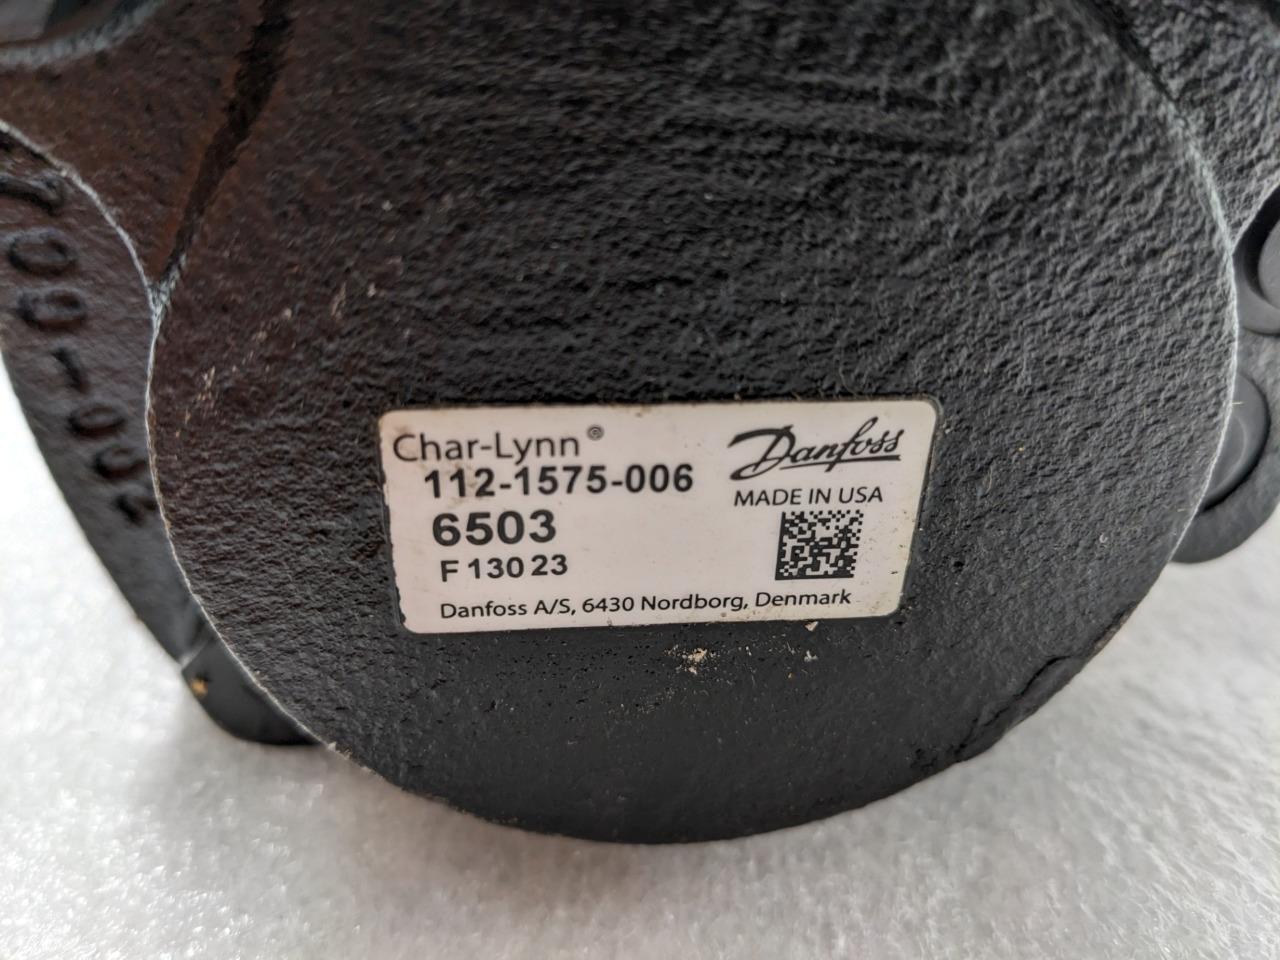 Char-Lynn®
Danfoss
112-1575-006
MADE IN USA
6503
F 130 23
Danfoss A/S, 6430 Nordborg, Denmark